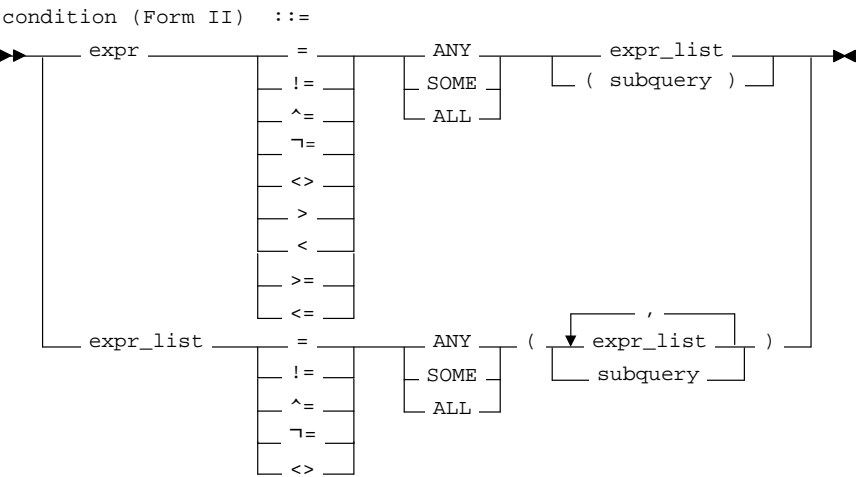 condition (Form II) ::=
expr = ANY expr_list
!= SOME ( subquery )
^= ALL
¬=
<>
>
<
>=
<=
,
expr_list = ANY ( expr_list )
!= SOME subquery
^= ALL
¬=
<>